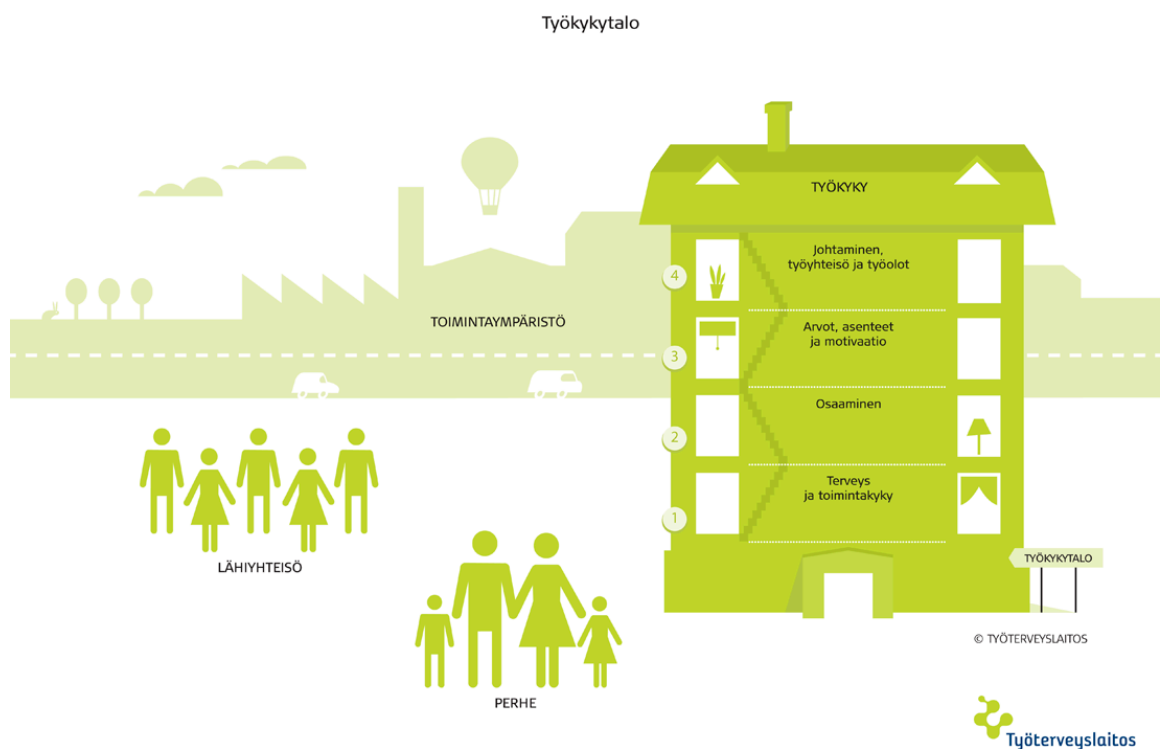 Työkykytalo
TYÖKYKY
4
Johtaminen,
työyhteisö ja työolot
3
Arvot, asenteet
ja motivaatio
2
Osaaminen
1
Terveys
ja toimintakyky
TOIMINTAYMPÄRISTÖ
LÄHIYHTEISÖ
PERHE
TYÖKYKYTALO
© TYÖTERVEYSLAITOS
Työterveyslaitos